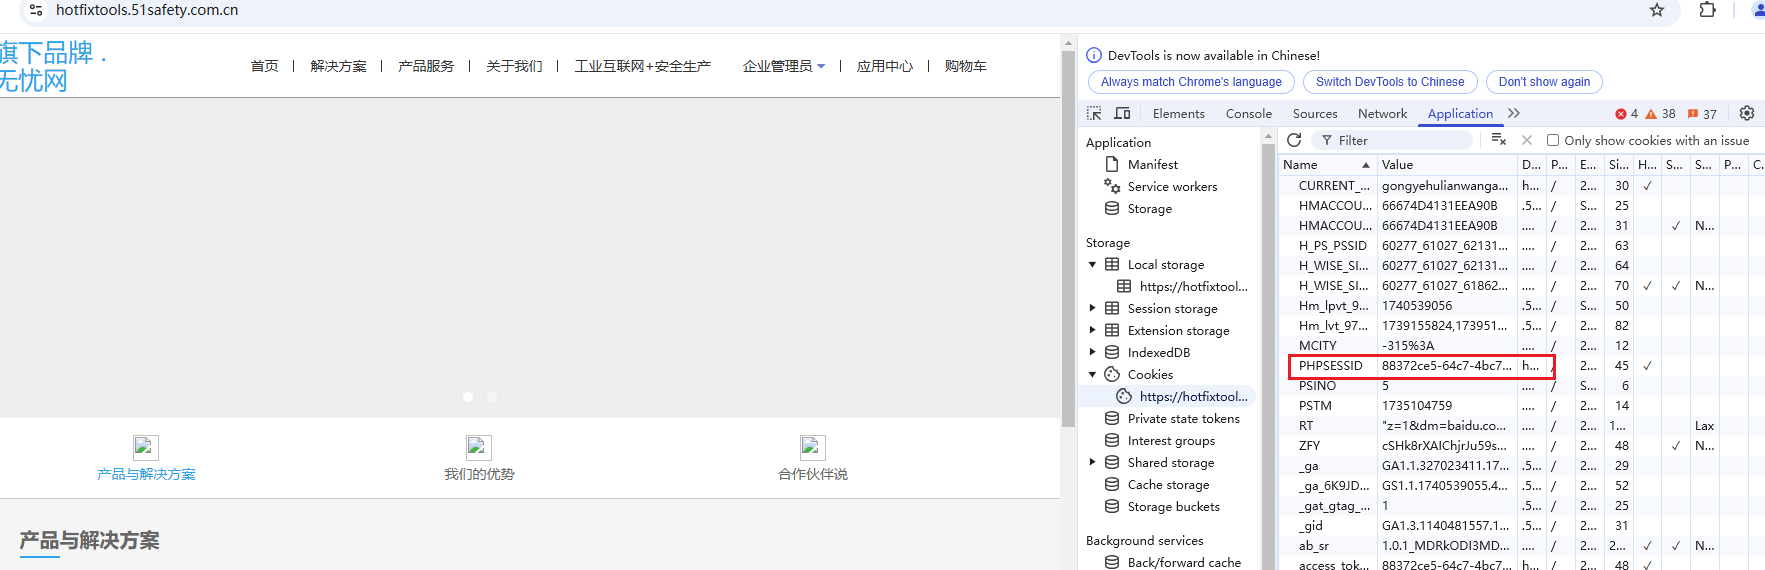 hotfixtools.51safety.com.cn
旗下品牌 .
无忧网
首页 | 解决方案 | 产品服务 | 关于我们 | 工业互联网+安全生产 企业管理员 | 应用中心 | 购物车
产品与解决方案 我们的优势 合作伙伴说
产品与解决方案
DevTools is now available in Chinese!
Always match Chrome's language Switch DevTools to Chinese Don't show again
Elements Console Sources Network Application 4 38 37
Application
Manifest
Service workers
Storage
Storage
Local storage
https://hotfixtool...
Session storage
Extension storage
IndexedDB
Cookies
https://hotfixtool...
Private state tokens
Interest groups
Shared storage
Cache storage
Storage buckets
Background services
Back/forward cache
Filter Only show cookies with an issue
Name Value D... P... E... Si... H... S... S... P... C.
CURRENT_... gongyehulianwanga... h... / 2... 30 ✓
HMACCOU... 66674D4131EEA90B .5... / S... 25
HMACCOU... 66674D4131EEA90B .... / 2... 31 ✓ N...
H_PS_PSSID 60277_61027_62131... .... / 2... 63
H_WISE_SI... 60277_61027_62131... .... / 2... 64
H_WISE_SI... 60277_61027_61862... .... / 2... 70 ✓ ✓ N...
Hm_lpvt_9... 1740539056 .5... / S... 50
Hm_lvt_97... 1739155824,173951... .5... / 2... 82
MCITY -315%3A .... / 2... 12
PHPSESSID 88372ce5-64c7-4bc7... h... / 2... 45 ✓
PSINO 5 .... / S... 6
PSTM 1735104759 .... / 2... 14
RT "z=1&dm=baidu.co... .... / 2... 1... Lax
ZFY cSHk8rXAIChjrJu59s... .... / 2... 48 ✓ N...
_ga GA1.1.327023411.17... .5... / 2... 29
_ga_6K9JD... GS1.1.1740539055.4... .5... / 2... 52
_gat_gtag_... 1 .5... / 2... 25
_gid GA1.3.1140481557.1... .5... / 2... 31
ab_sr 1.0.1_MDRkODI3MD... .... / 2... 2... ✓ ✓ N...
access_tok... 88372ce5-64c7-4bc7... h... / 2... 48 ✓